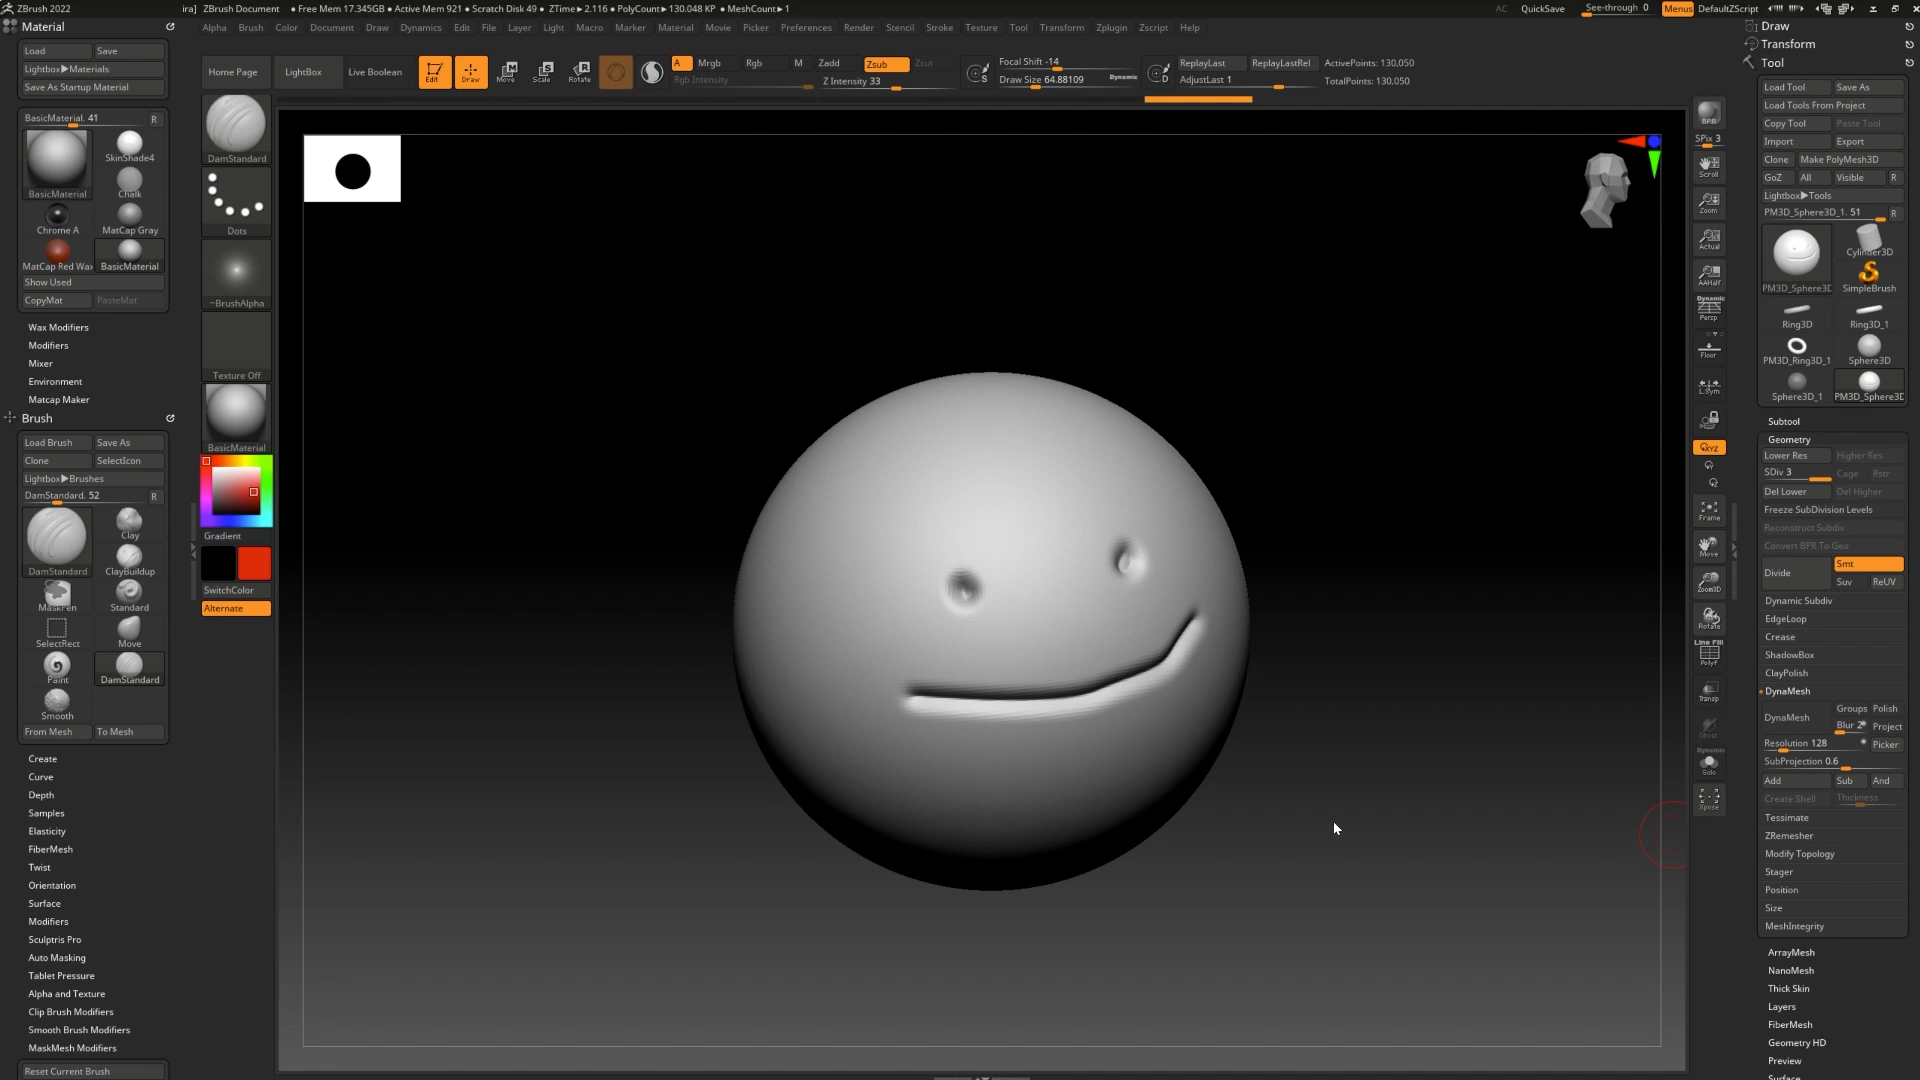 ZBrush 2022 ira] ZBrush Document • Free Mem 17.345GB • Active Mem 921 • Scratch Disk 49 • ZTime▸2.116 • PolyCount▸130.048 KP • MeshCount▸1 AC QuickSave See-through 0 Menus DefaultZScript
Material
Alpha Brush Color Document Draw Dynamics Edit File Layer Light Macro Marker Material Movie Picker Preferences Render Stencil Stroke Texture Tool Transform Zplugin Zscript Help
Load Save
Lightbox▶Materials
Save As Startup Material
BasicMaterial. 41 R
SkinShade4
BasicMaterial Chalk
Chrome A MatCap Gray
MatCap Red Wax BasicMaterial
Show Used
CopyMat PasteMat
Wax Modifiers
Modifiers
Mixer
Environment
Matcap Maker
Brush
Load Brush Save As
Clone SelectIcon
Lightbox▶Brushes
DamStandard. 52 R
Clay
DamStandard ClayBuildup
MaskPen Standard
SelectRect Move
Paint DamStandard
Smooth
From Mesh To Mesh
Create
Curve
Depth
Samples
Elasticity
FiberMesh
Twist
Orientation
Surface
Modifiers
Sculptris Pro
Auto Masking
Tablet Pressure
Alpha and Texture
Clip Brush Modifiers
Smooth Brush Modifiers
MaskMesh Modifiers
Reset Current Brush
Home Page LightBox Live Boolean Edit Draw Move Scale Rotate
A Mrgb Rgb M Zadd Zsub Zcut
Rgb Intensity Z Intensity 33
Focal Shift -14
Draw Size 64.88109 Dynamic
ReplayLast ReplayLastRel ActivePoints: 130,050
AdjustLast 1 TotalPoints: 130,050
DamStandard
Dots
~BrushAlpha
Texture Off
BasicMaterial
Gradient
SwitchColor
Alternate
BPR
SPix 3
Scroll
Zoom
Actual
AAHalf
Dynamic
Persp
Floor
L.Sym
XYZ
Frame
Move
Zoom3D
Rotate
Line Fill
PolyF
Transp
Ghost
Dynamic
Solo
Xpose
Draw
Transform
Tool
Load Tool Save As
Load Tools From Project
Copy Tool Paste Tool
Import Export
Clone Make PolyMesh3D
GoZ All Visible R
Lightbox▶Tools
PM3D_Sphere3D_1. 51 R
Cylinder3D
PM3D_Sphere3D SimpleBrush
Ring3D Ring3D_1
PM3D_Ring3D_1 Sphere3D
Sphere3D_1 PM3D_Sphere3D
Subtool
Geometry
Lower Res Higher Res
SDiv 3 Cage Rstr
Del Lower Del Higher
Freeze SubDivision Levels
Reconstruct Subdiv
Convert BPR To Geo
Divide Smt
Suv ReUV
Dynamic Subdiv
EdgeLoop
Crease
ShadowBox
ClayPolish
DynaMesh
DynaMesh Groups Polish
Blur 2 Project
Resolution 128 Picker
SubProjection 0.6
Add Sub And
Create Shell Thickness
Tessimate
ZRemesher
Modify Topology
Stager
Position
Size
MeshIntegrity
ArrayMesh
NanoMesh
Thick Skin
Layers
FiberMesh
Geometry HD
Preview
Surface